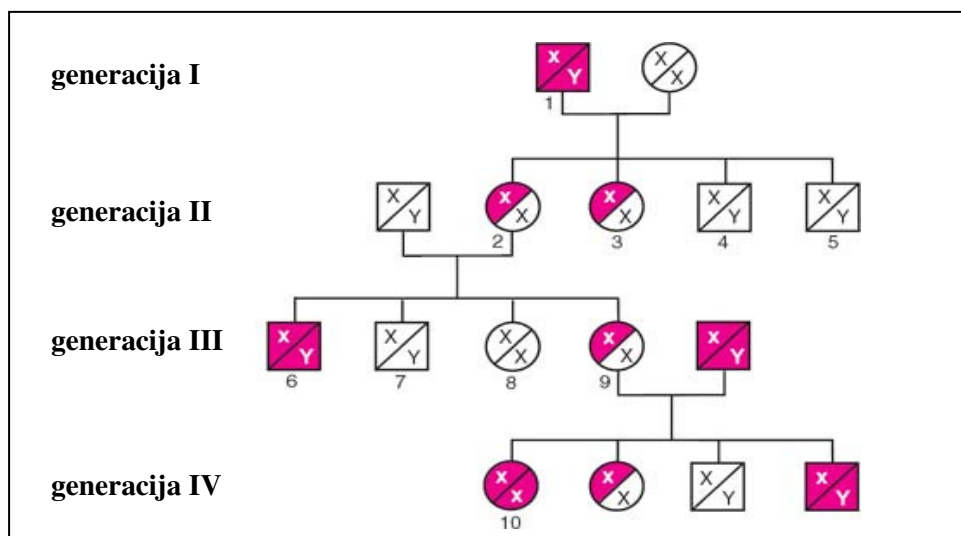 generacija I
X Y
X X
1
generacija II
X Y
X X
X X
X Y
X Y
2
3
4
5
generacija III
X Y
X Y
X X
X X
X Y
6
7
8
9
generacija IV
X X
X X
X Y
X Y
10